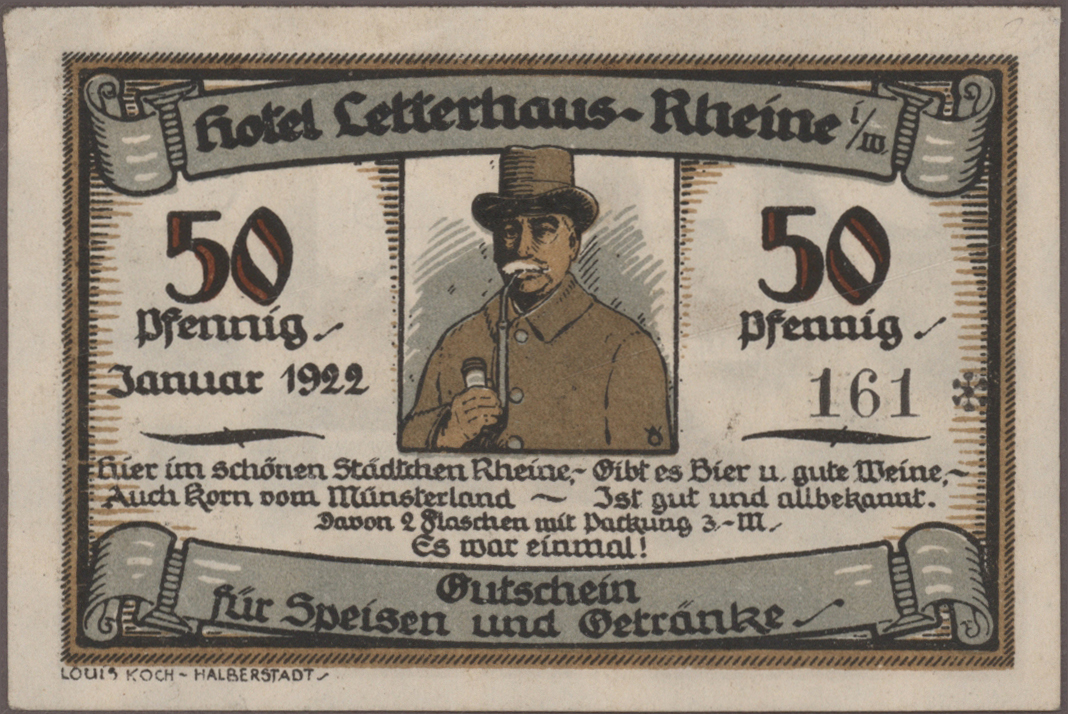 Hotel Letterhaus-Rheine i/W.
50
Pfennig.
Januar 1922
50
Pfennig.
161
Hier im schönen Städtchen Rheine,- Gibt es Bier u. gute Weine,-
Auch Korn vom Münsterland – Ist gut und allbekannt.
Davon 2 Flaschen mit Packung 3.-M.
Es war einmal!
Gutschein
für Speisen und Getränke.
LOUIS KOCH - HALBERSTADT.